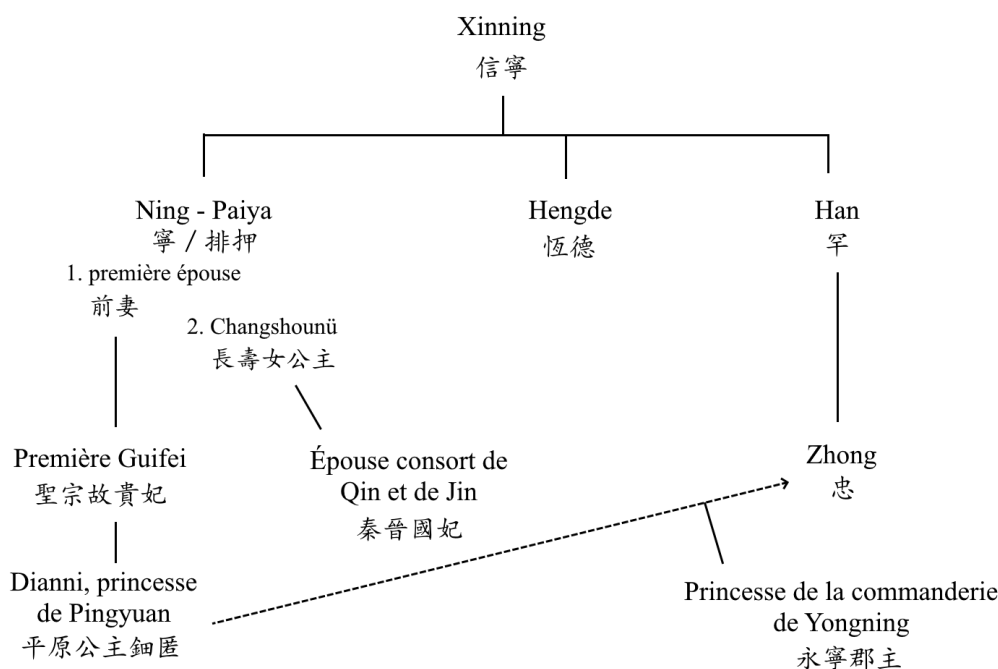 Xinning
信寧
Ning - Paiya
寧 / 排押
Hengde
恆德
Han
罕
1. première épouse
前妻
2. Changshounü
長壽女公主
Première Guifei
聖宗故貴妃
Épouse consort de
Qin et de Jin
秦晉國妃
Zhong
忠
Dianni, princesse
de Pingyuan
平原公主鈿匿
Princesse de la commanderie
de Yongning
永寧郡主